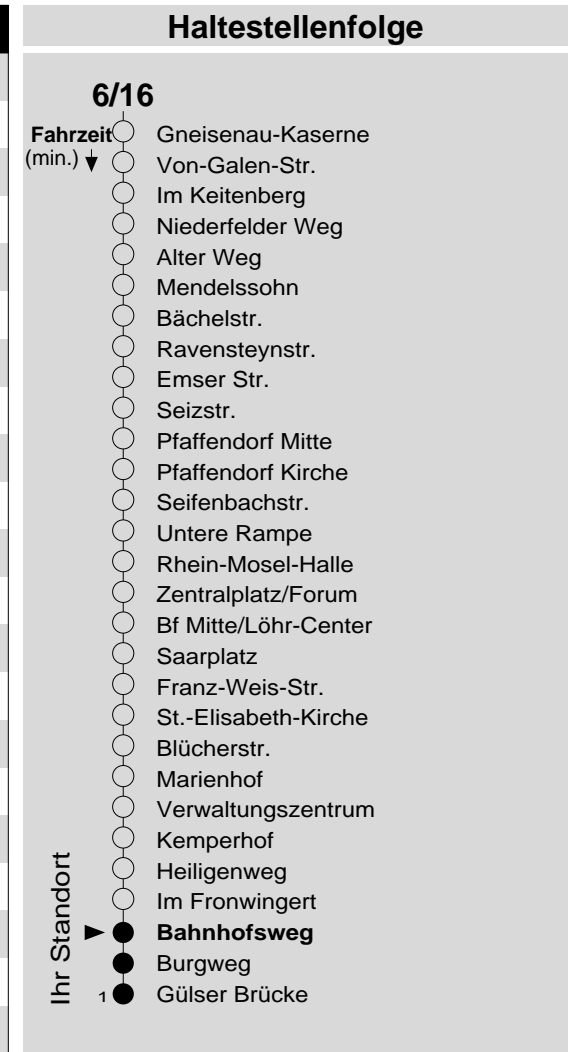 Haltestellenfolge
6/16
Fahrzeit Gneisenau-Kaserne
(min.) Von-Galen-Str.
Im Keitenberg
Niederfelder Weg
Alter Weg
Mendelssohn
Bächelstr.
Ravensteynstr.
Emser Str.
Seizstr.
Pfaffendorf Mitte
Pfaffendorf Kirche
Seifenbachstr.
Untere Rampe
Rhein-Mosel-Halle
Zentralplatz/Forum
Bf Mitte/Löhr-Center
Saarplatz
Franz-Weis-Str.
St.-Elisabeth-Kirche
Blücherstr.
Marienhof
Verwaltungszentrum
Kemperhof
Heiligenweg
Im Fronwingert
Ihr Standort
Bahnhofsweg
Burgweg
1 Gülser Brücke